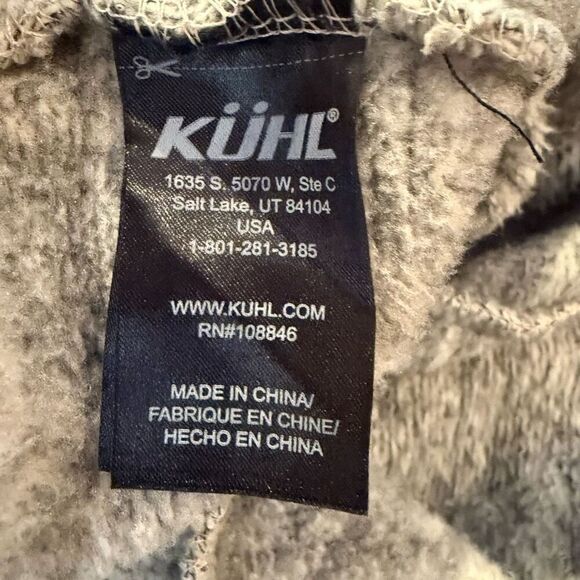 KÜHL®
1635 S. 5070 W, Ste C
Salt Lake, UT 84104
USA
1-801-281-3185
WWW.KUHL.COM
RN#108846
MADE IN CHINA/
FABRIQUE EN CHINE/
HECHO EN CHINA